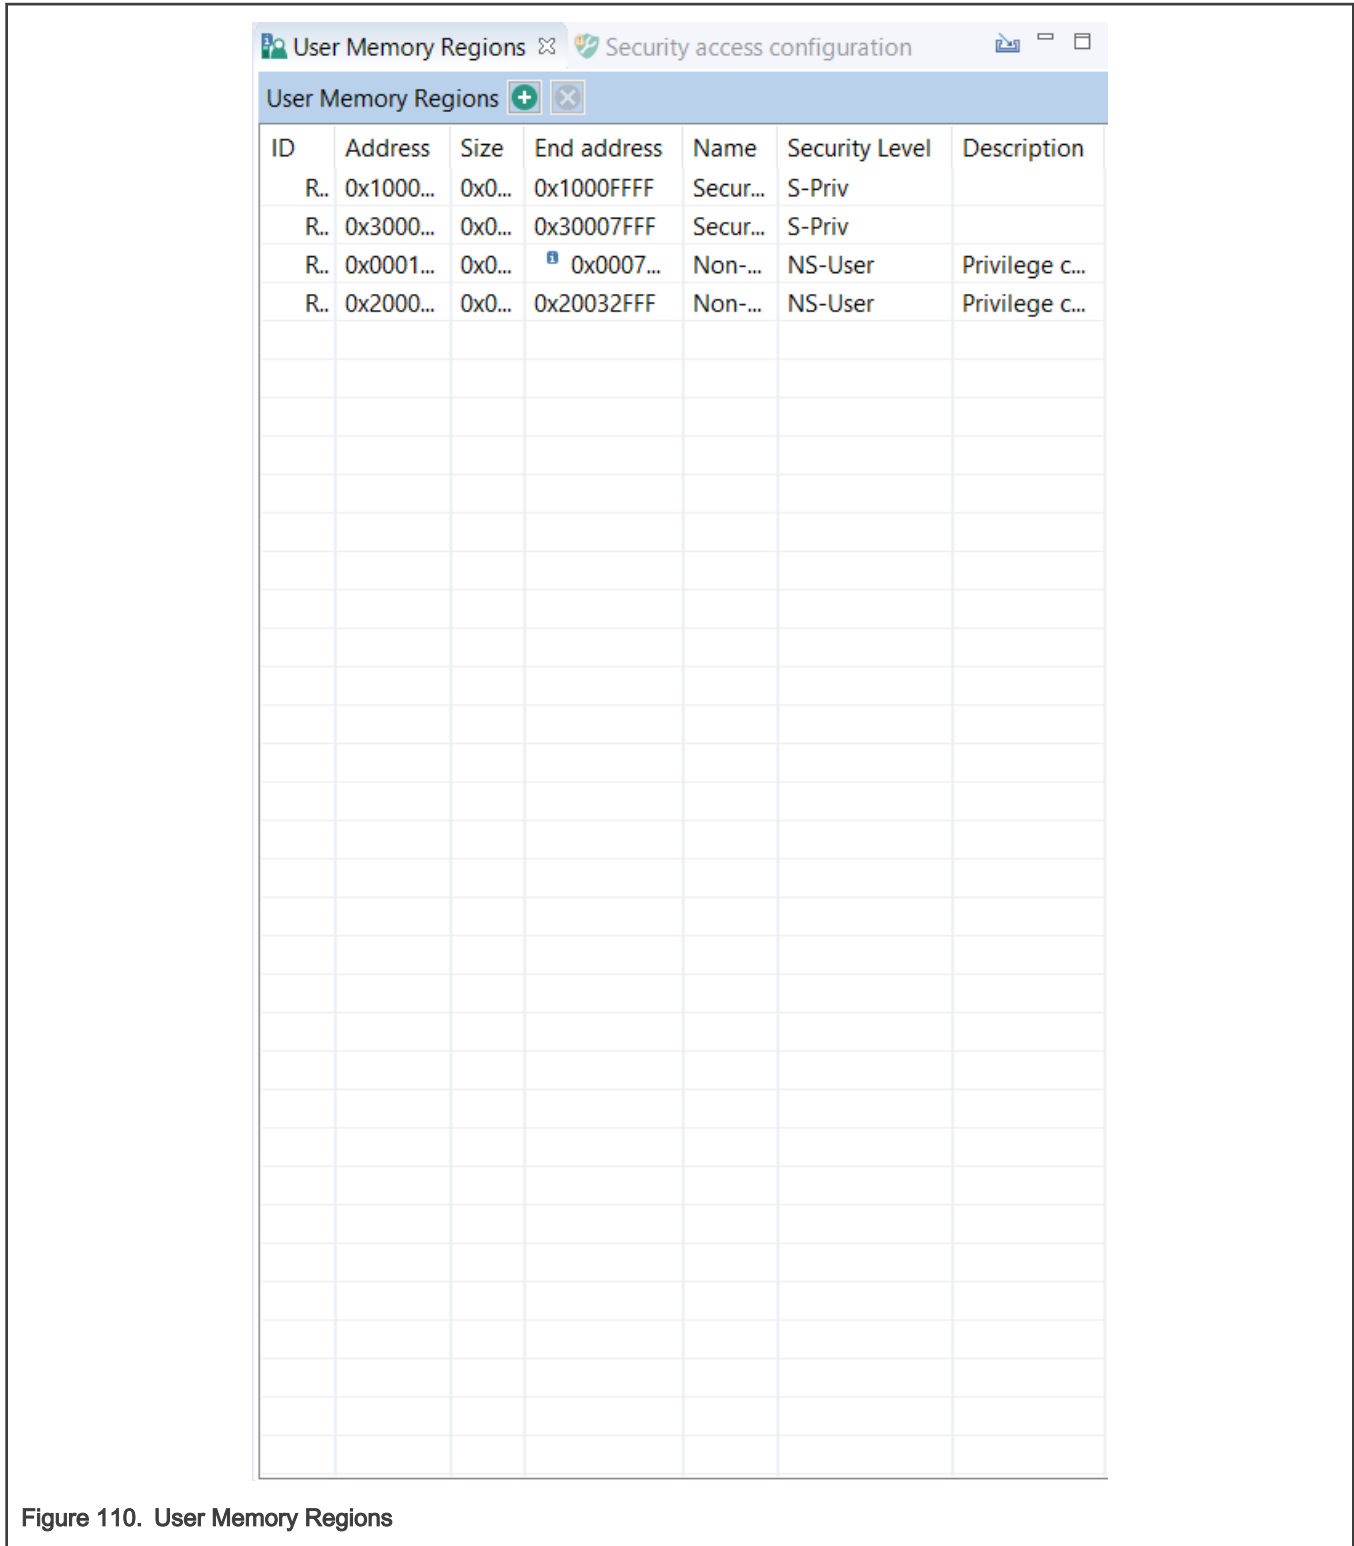 User Memory Regions Security access configuration
User Memory Regions
ID Address Size End address Name Security Level Description
R.. 0x1000... 0x0... 0x1000FFFF Secur... S-Priv
R.. 0x3000... 0x0... 0x30007FFF Secur... S-Priv
R.. 0x0001... 0x0... 0x0007... Non-... NS-User Privilege c...
R.. 0x2000... 0x0... 0x20032FFF Non-... NS-User Privilege c...
Figure 110. User Memory Regions